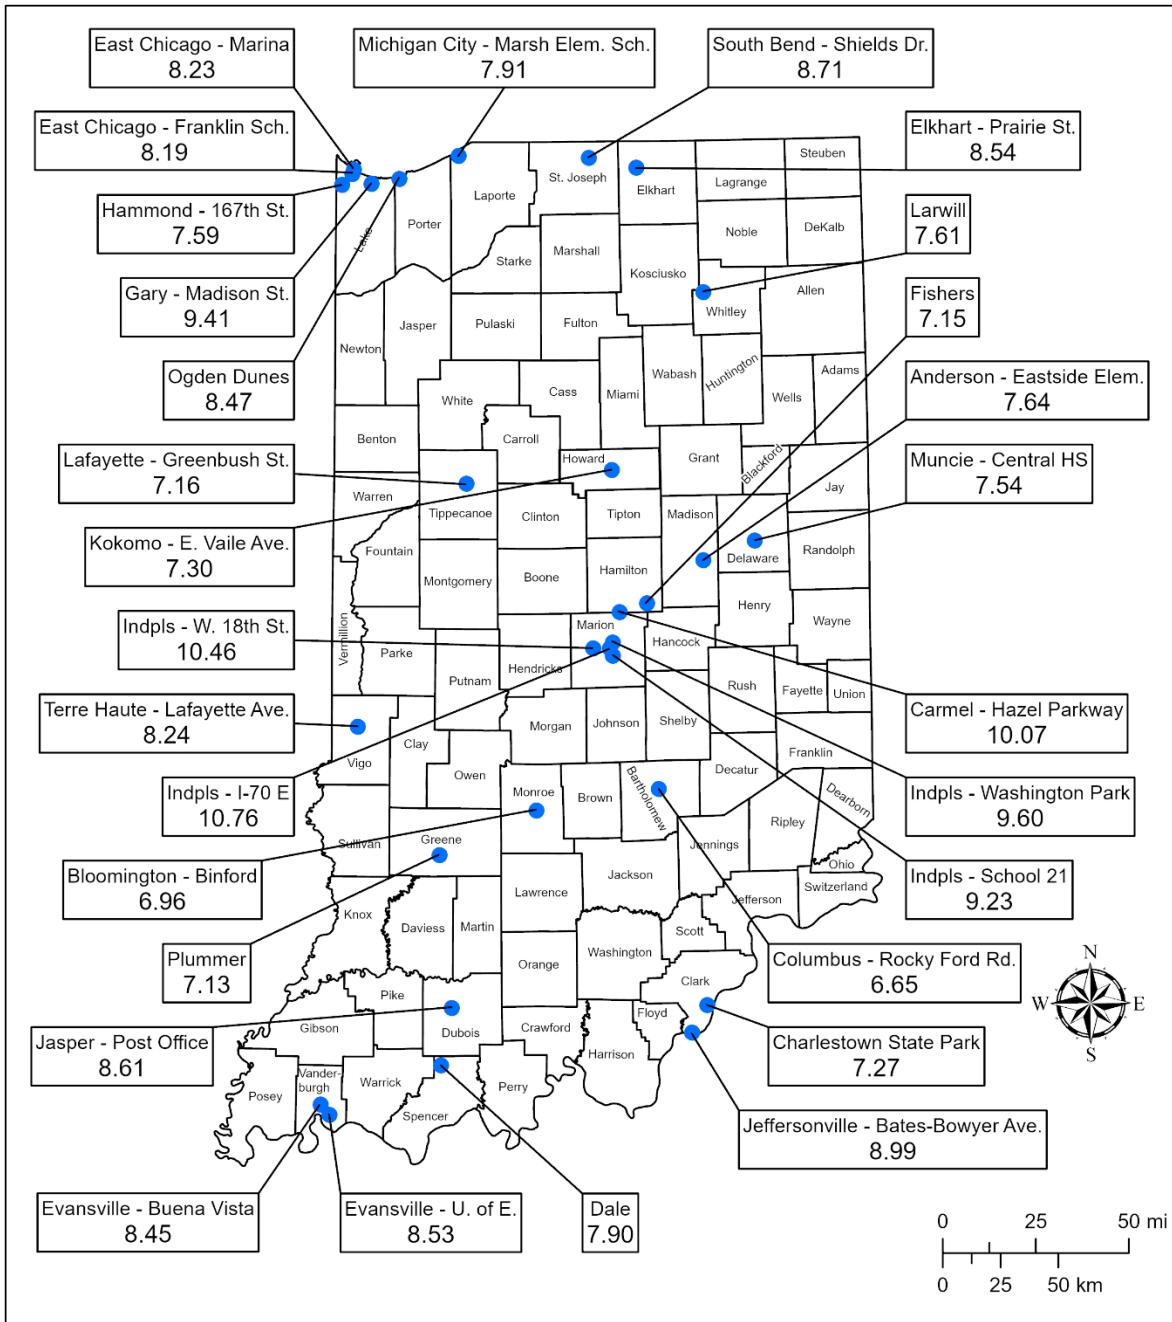 East Chicago - Marina
8.23
Michigan City - Marsh Elem. Sch.
7.91
South Bend - Shields Dr.
8.71
East Chicago - Franklin Sch.
8.19
Elkhart - Prairie St.
8.54
Hammond - 167th St.
7.59
Larwill
7.61
Gary - Madison St.
9.41
Fishers
7.15
Ogden Dunes
8.47
Anderson - Eastside Elem.
7.64
Lafayette - Greenbush St.
7.16
Muncie - Central HS
7.54
Kokomo - E. Vaile Ave.
7.30
Indpls - W. 18th St.
10.46
Terre Haute - Lafayette Ave.
8.24
Carmel - Hazel Parkway
10.07
Indpls - I-70 E
10.76
Indpls - Washington Park
9.60
Bloomington - Binford
6.96
Indpls - School 21
9.23
Plummer
7.13
Columbus - Rocky Ford Rd.
6.65
Jasper - Post Office
8.61
Charlestown State Park
7.27
Jeffersonville - Bates-Bowyer Ave.
8.99
Evansville - Buena Vista
8.45
Evansville - U. of E.
8.53
Dale
7.90
Steuben
Lagrange
St. Joseph
Elkhart
Laporte
Porter
Lake
Noble
DeKalb
Marshall
Starke
Kosciusko
Allen
Whitley
Jasper
Pulaski
Fulton
Newton
Wabash
Huntington
Adams
Miami
Cass
White
Wells
Benton
Carroll
Howard
Grant
Blackford
Jay
Warren
Tippecanoe
Clinton
Tipton
Madison
Delaware
Randolph
Fountain
Montgomery
Boone
Hamilton
Henry
Wayne
Vermillion
Parke
Putnam
Hendricks
Marion
Hancock
Rush
Fayette
Union
Vigo
Clay
Morgan
Johnson
Shelby
Franklin
Owen
Decatur
Monroe
Brown
Bartholomew
Dearborn
Ripley
Sullivan
Greene
Jennings
Ohio
Switzerland
Lawrence
Jackson
Jefferson
Knox
Daviess
Martin
Scott
Washington
Orange
Clark
Pike
Gibson
Dubois
Crawford
Floyd
Harrison
Posey
Vander-
burgh
Warrick
Spencer
Perry
N
W
E
S
0
25
50 mi
0
25
50 km